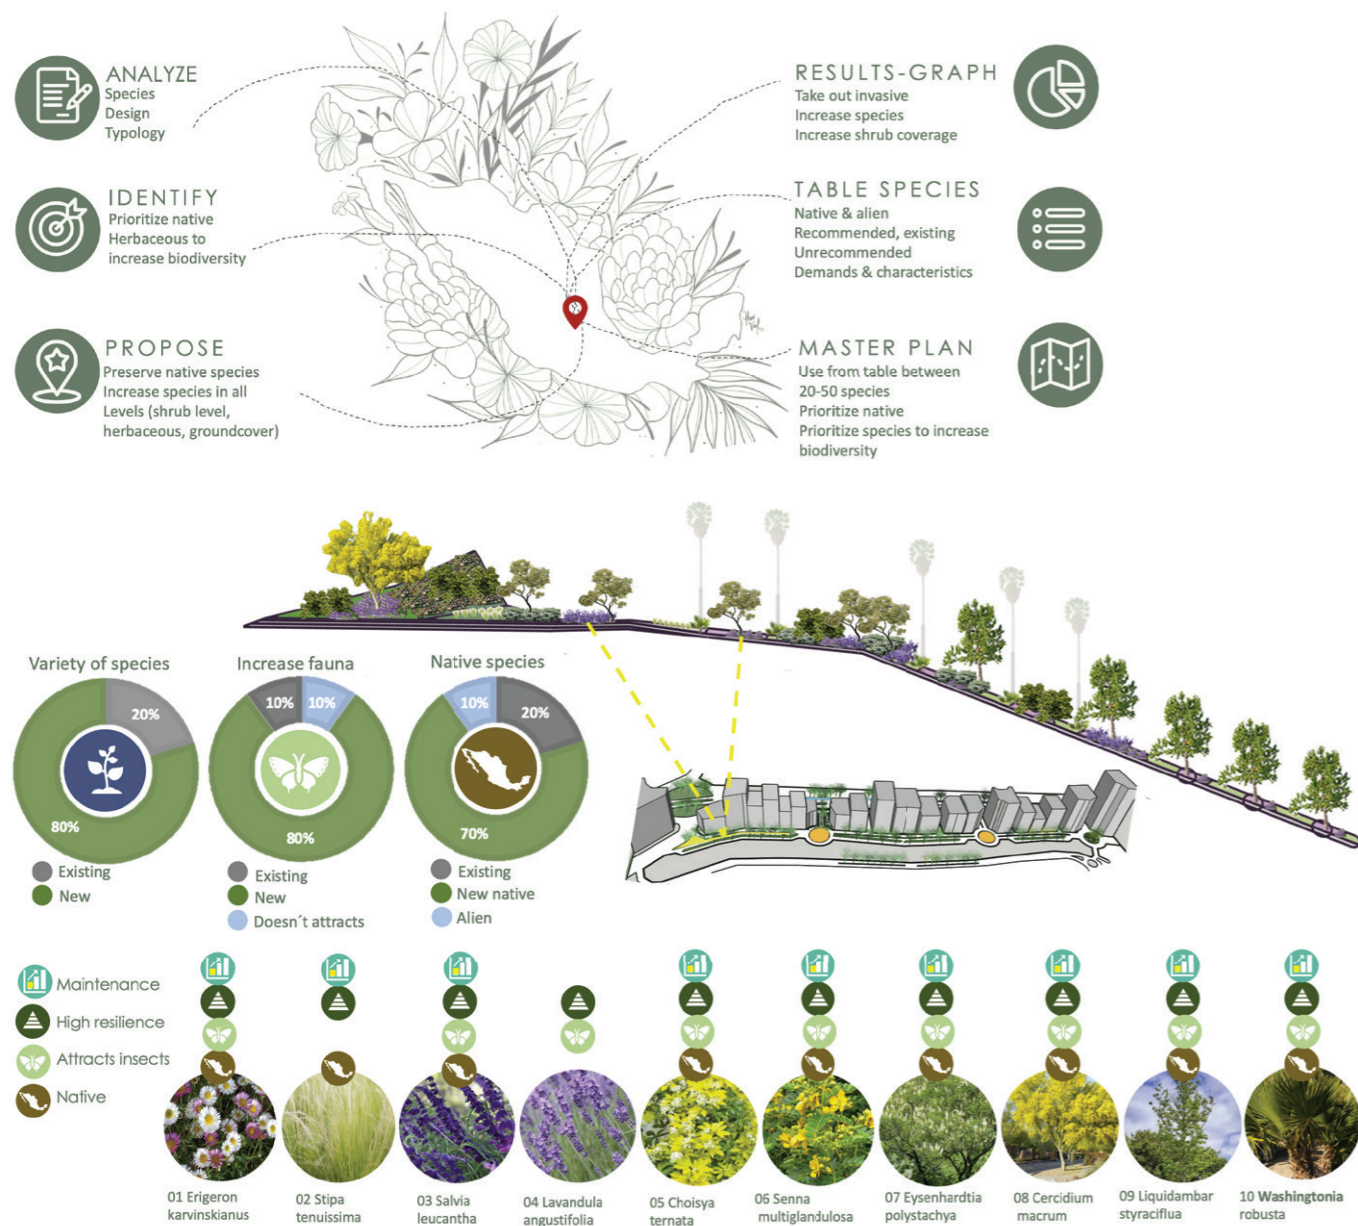 ANALYZE
Species
Design
Typology
IDENTIFY
Prioritize native
Herbaceous to
increase biodversity
PROPOSE
Preserve native species
Increase species in all
Levels (shrub level,
herbaceous, groundcover)
RESULTS-GRAPH
Take out invasive
Increase species
Increase shrub coverage
TABLE SPECIES
Native & alien
Recommended, existing
Unrecommended
Demands & characteristics
MASTER PLAN
Use from table between
20-50 species
Prioritize native
Prioritize species to increase
biodversity
Variety of species
20%
80%
Existing
New
Increase fauna
10%
10%
80%
Existing
New
Doesn´t attracts
Native species
10%
20%
70%
Existing
New native
Alien
Maintenance
High resilience
Attracts insects
Native
01 Erigeron
karvinskianus
02 Stipa
tenuissima
03 Salvia
leucantha
04 Lavandula
angustifolia
05 Choisya
ternata
06 Senna
multiglandulosa
07 Eysenhardtia
polystachya
08 Cercidium
macrum
09 Liquidambar
styraciflua
10 Washingtonia
robusta